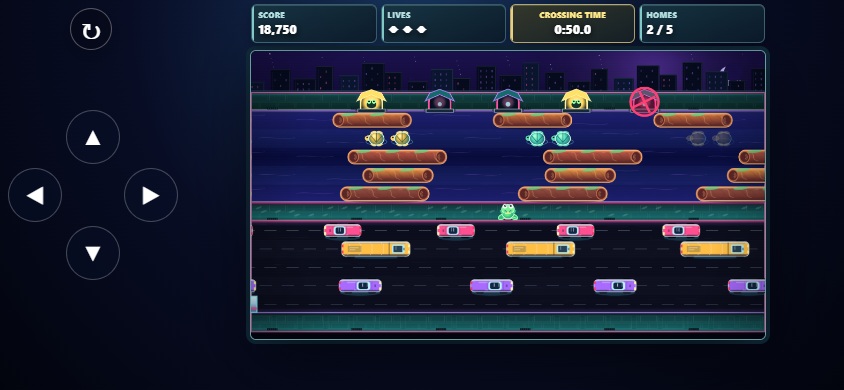 SCORE
18,750
LIVES
CROSSING TIME
0:50.0
HOMES
2 / 5